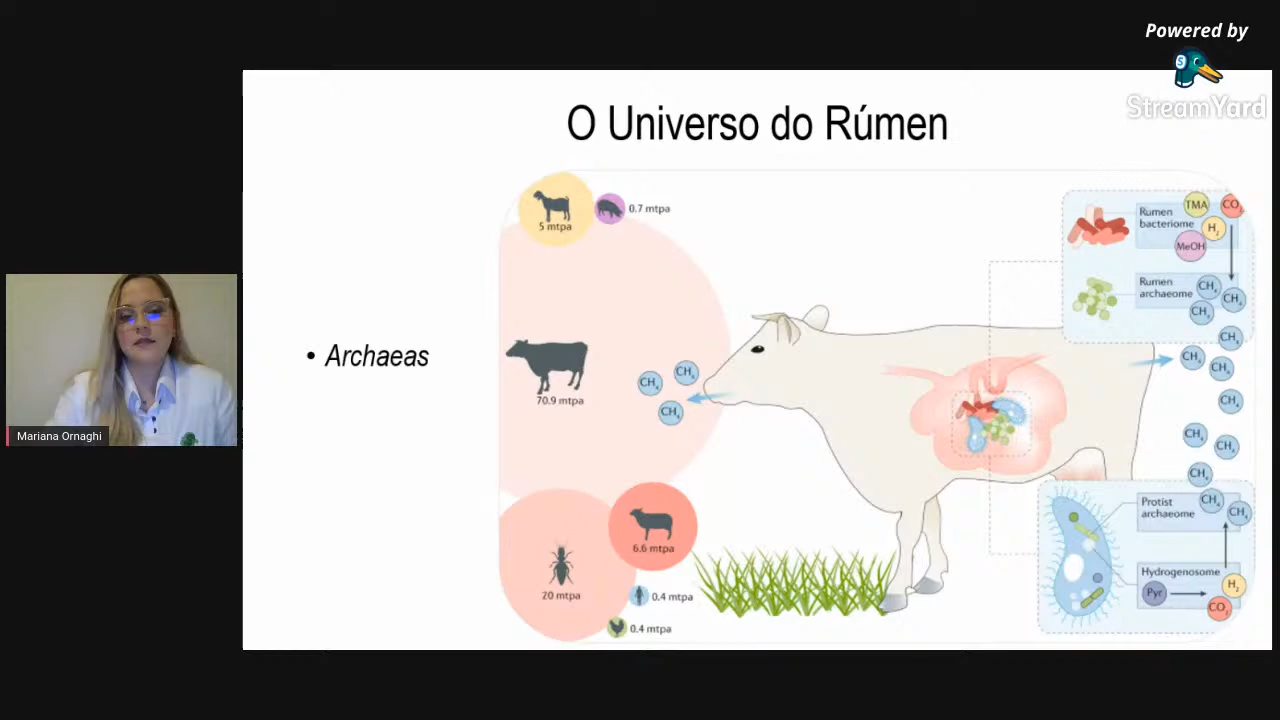 Powered by
StreamYard
O Universo do Rúmen
• Archaeas
Mariana Ornaghi
5 mtpa
0.7 mtpa
70.9 mtpa
6.6 mtpa
20 mtpa
0.4 mtpa
0.4 mtpa
CH4
CH4
CH4
Rumen
bacteriome
TMA
CO2
H2
MeOH
Rumen
archaeome
CH4
CH4
CH4
CH4
CH4
CH4
CH4
CH4
CH4
CH4
Protist
archaeome
CH4
CH4
Hydrogenosome
Pyr
H2
CO2